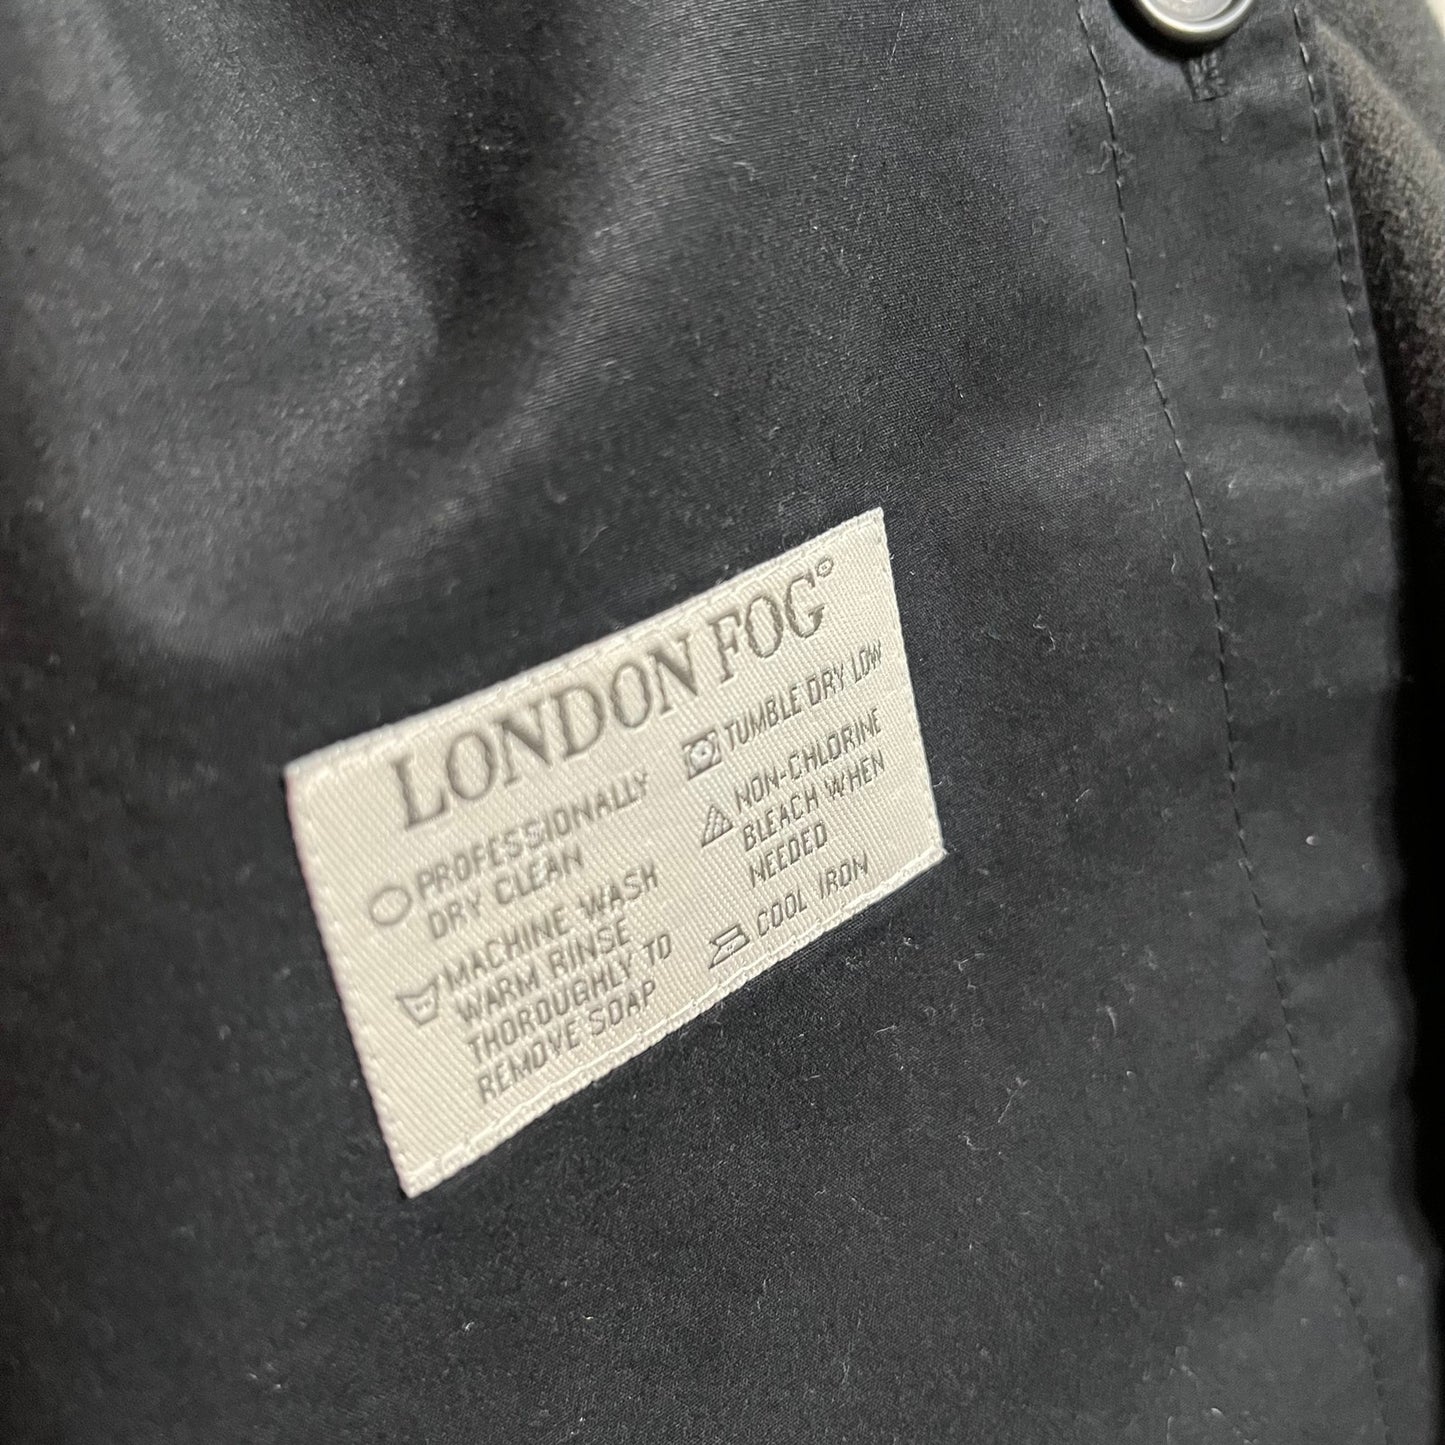 LONDON FOG®
PROFESSIONALLY
DRY CLEAN
MACHINE WASH
WARM RINSE
THOROUGHLY TO
REMOVE SOAP
TUMBLE DRY LOW
NON-CHLORINE
BLEACH WHEN
NEEDED
COOL IRON